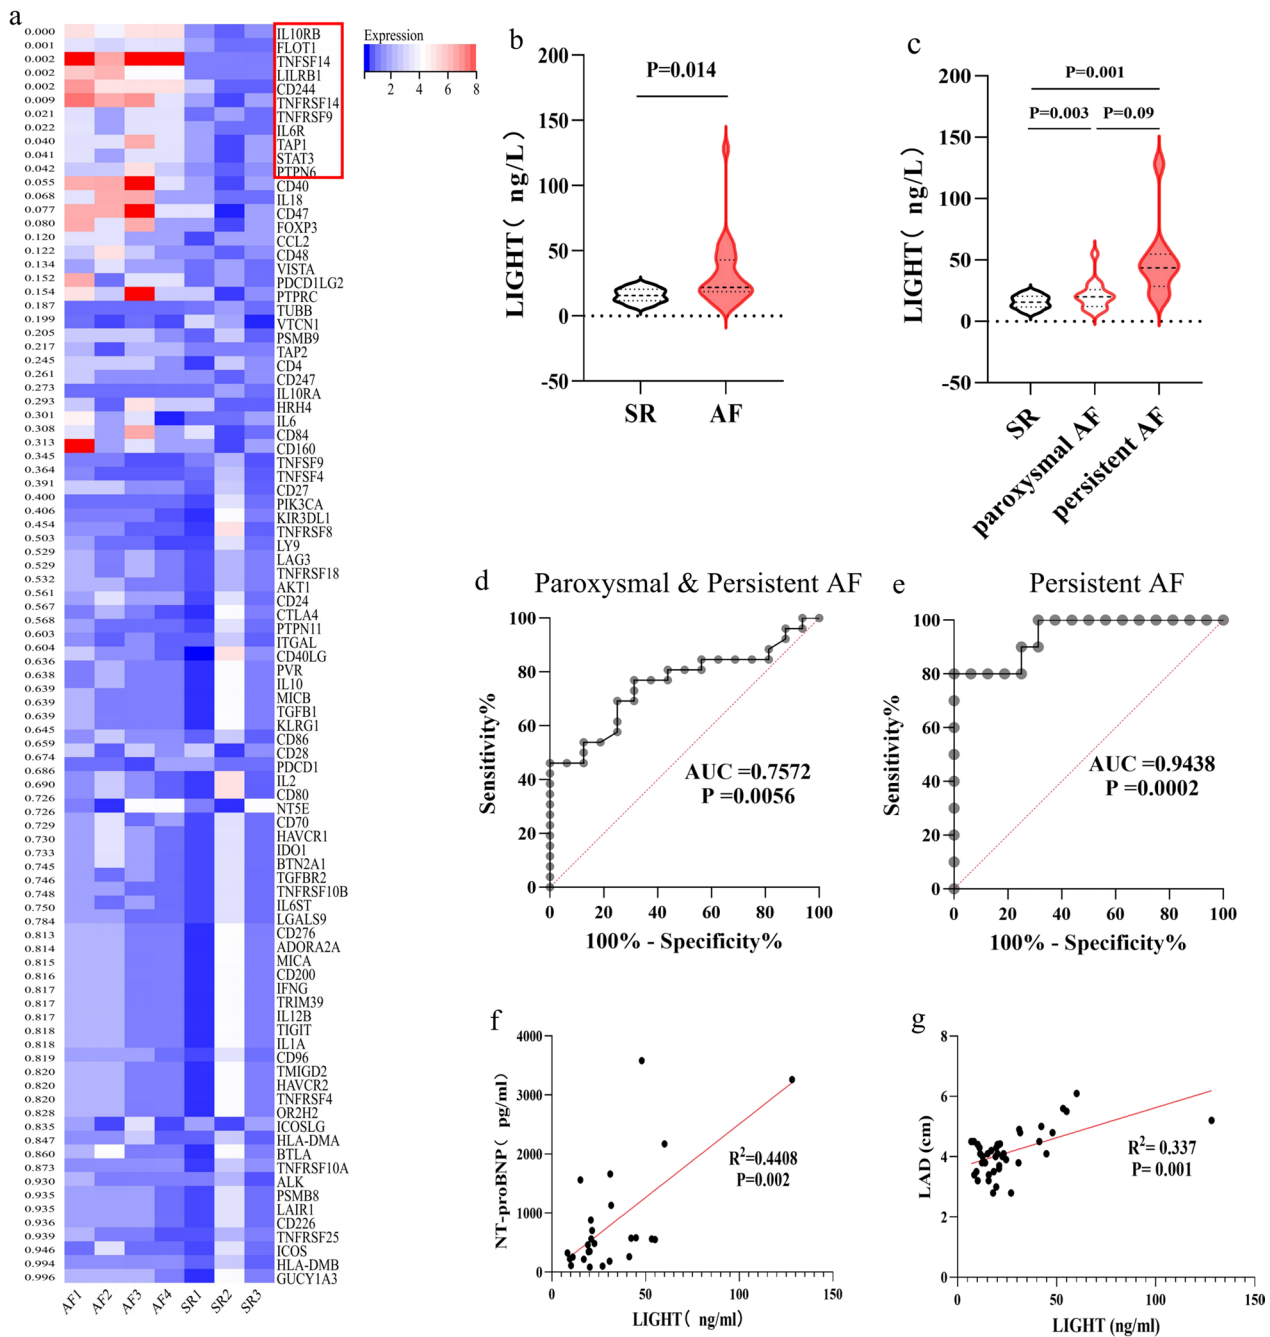 a
0.000 IL10RB
0.001 FLOT1
0.002 TNFSF14
0.002 LILRB1
0.002 CD244
0.009 TNFRSF14
0.021 TNFRSF9
0.022 IL6R
0.040 TAP1
0.041 STAT3
0.042 PTPN6
0.055 CD40
0.068 IL18
0.077 CD47
0.080 FOXP3
0.120 CCL2
0.122 CD48
0.134 VISTA
0.152 PDCD1LG2
0.154 PTPRC
0.187 TUBB
0.199 VTCN1
0.205 PSMB9
0.217 TAP2
0.245 CD4
0.261 CD247
0.273 IL10RA
0.293 HRH4
0.301 IL6
0.308 CD84
0.313 CD160
0.345 TNFSF9
0.364 TNFSF4
0.391 CD27
0.400 PIK3CA
0.406 KIR3DL1
0.454 TNFRSF8
0.503 LY9
0.529 LAG3
0.529 TNFRSF18
0.532 AKT1
0.561 CD24
0.567 CTLA4
0.568 PTPN11
0.603 ITGAL
0.604 CD40LG
0.636 PVR
0.638 IL10
0.639 MICB
0.639 TGFB1
0.639 KLRG1
0.645 CD86
0.659 CD28
0.674 PDCD1
0.686 IL2
0.690 CD80
0.726 NT5E
0.726 CD70
0.729 HAVCR1
0.730 IDO1
0.733 BTN2A1
0.745 TGFBR2
0.746 TNFRSF10B
0.748 IL6ST
0.750 LGALS9
0.784 CD276
0.813 ADORA2A
0.814 MICA
0.815 CD200
0.816 IFNG
0.817 TRIM39
0.817 IL12B
0.818 TIGIT
0.818 IL1A
0.819 CD96
0.820 TMIGD2
0.820 HAVCR2
0.828 TNFRSF4
0.835 OR2H2
0.847 ICOSLG
0.860 HLA-DMA
0.873 BTLA
0.930 TNFRSF10A
0.935 ALK
0.935 PSMB8
0.936 LAIR1
0.939 CD226
0.946 TNFRSF25
0.994 ICOS
0.996 HLA-DMB
GUCY1A3
AF1 AF2 AF3 AF4 SR1 SR2 SR3
Expression
2 4 6 8
b
200
150
100
50
0
-50
LIGHT( ng/L)
P=0.014
SR AF
c
200
150
100
50
0
-50
LIGHT( ng/L)
P=0.001
P=0.003 P=0.09
SR
paroxysmal AF
persistent AF
d Paroxysmal & Persistent AF
100
80
60
40
20
0
Sensitivity%
AUC =0.7572
P =0.0056
0 20 40 60 80 100
100% - Specificity%
e Persistent AF
100
80
60
40
20
0
Sensitivity%
AUC =0.9438
P =0.0002
0 20 40 60 80 100
100% - Specificity%
f
4000
3000
2000
1000
0
NT-proBNP( pg/ml)
R²=0.4408
P=0.002
0 50 100 150
LIGHT( ng/ml)
g
8
6
4
2
0
LAD (cm)
R²= 0.337
P= 0.001
0 50 100 150
LIGHT (ng/ml)